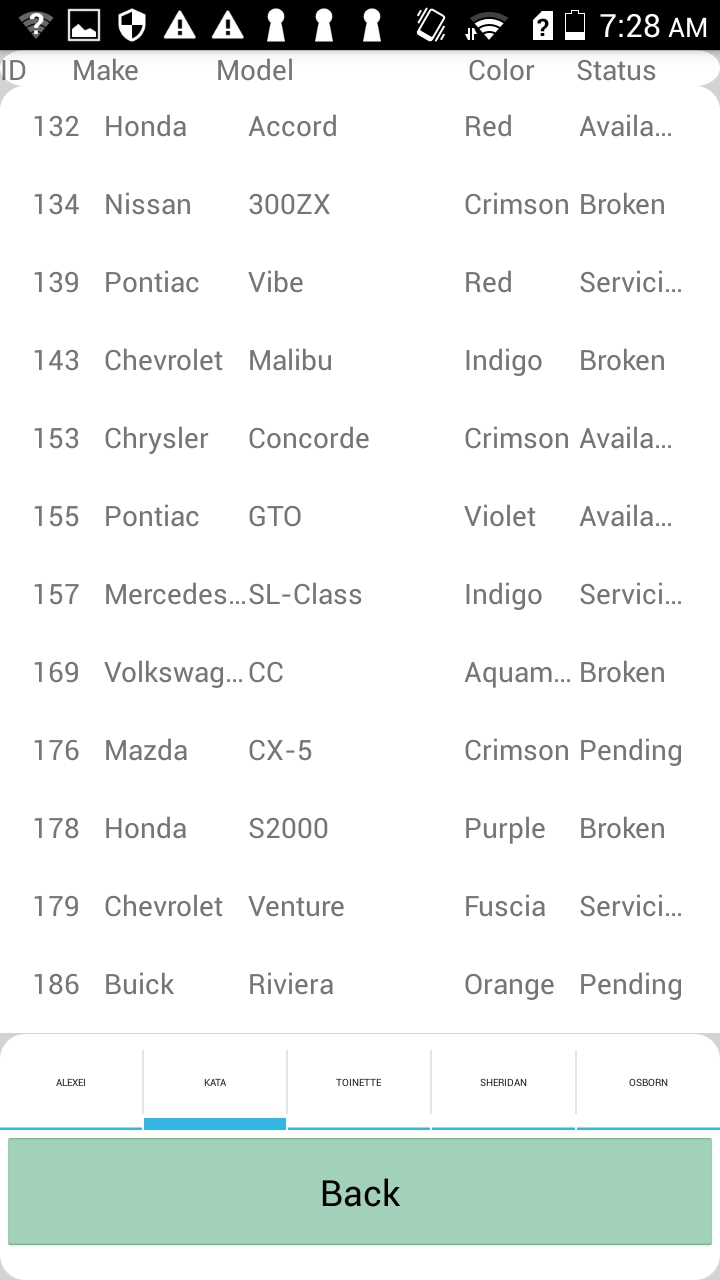 7:28 AM
ID Make Model Color Status
132 Honda Accord Red Availa...
134 Nissan 300ZX Crimson Broken
139 Pontiac Vibe Red Servici...
143 Chevrolet Malibu Indigo Broken
153 Chrysler Concorde Crimson Availa...
155 Pontiac GTO Violet Availa...
157 Mercedes... SL-Class Indigo Servici...
169 Volkswag... CC Aquam... Broken
176 Mazda CX-5 Crimson Pending
178 Honda S2000 Purple Broken
179 Chevrolet Venture Fuscia Servici...
186 Buick Riviera Orange Pending
ALEXEI KATA TOINETTE SHERIDAN OSBORN
Back